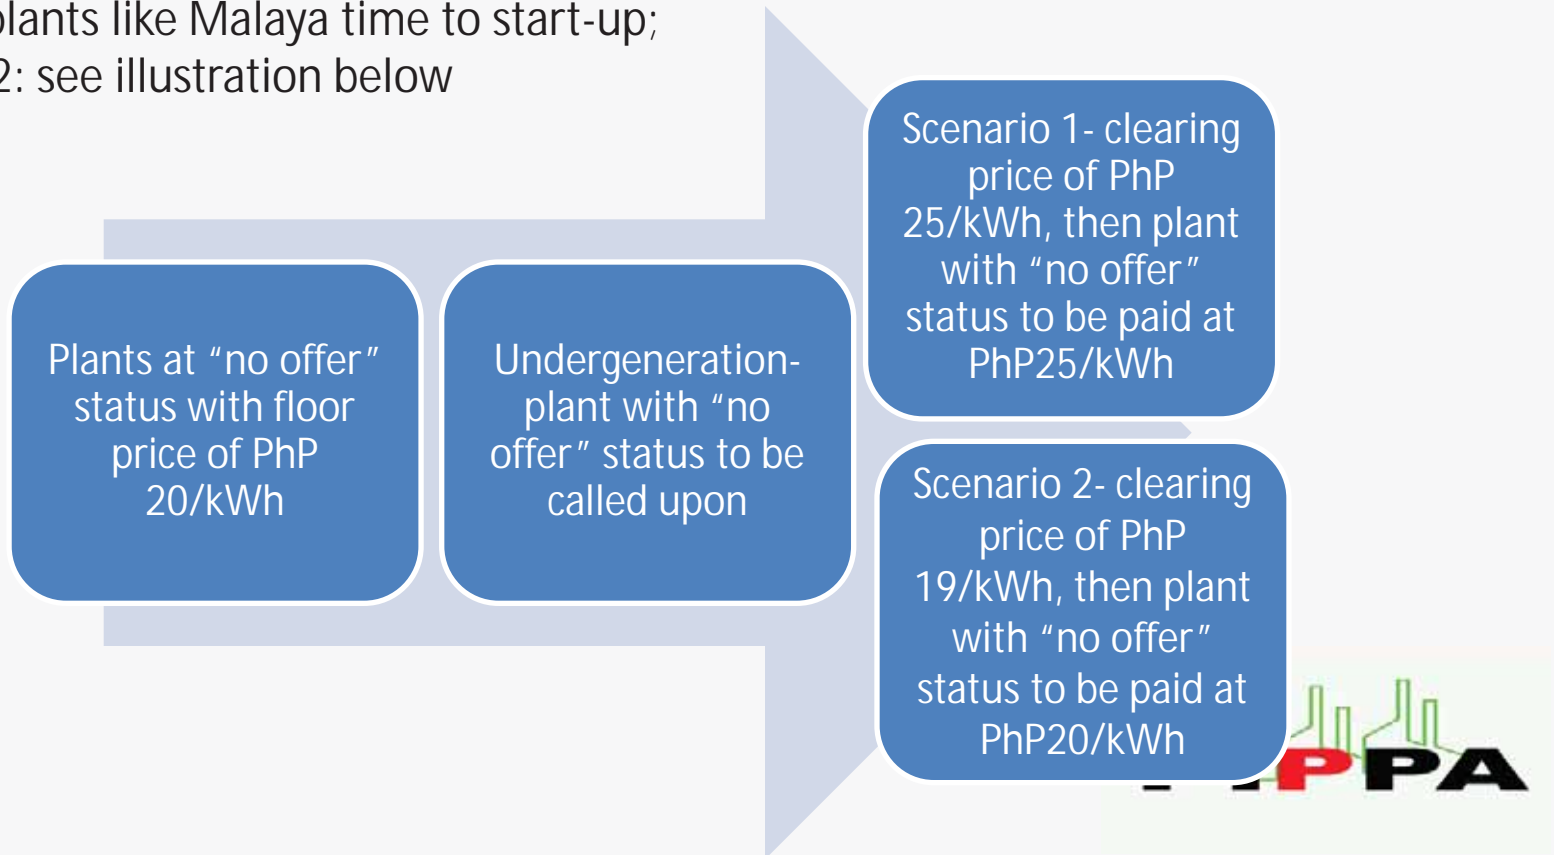 plants like Malaya time to start-up;
2: see illustration below
Plants at “no offer”
status with floor
price of PhP
20/kWh
Undergeneration-
plant with “no
offer” status to be
called upon
Scenario 1- clearing
price of PhP
25/kWh, then plant
with “no offer”
status to be paid at
PhP25/kWh
Scenario 2- clearing
price of PhP
19/kWh, then plant
with “no offer”
status to be paid at
PhP20/kWh